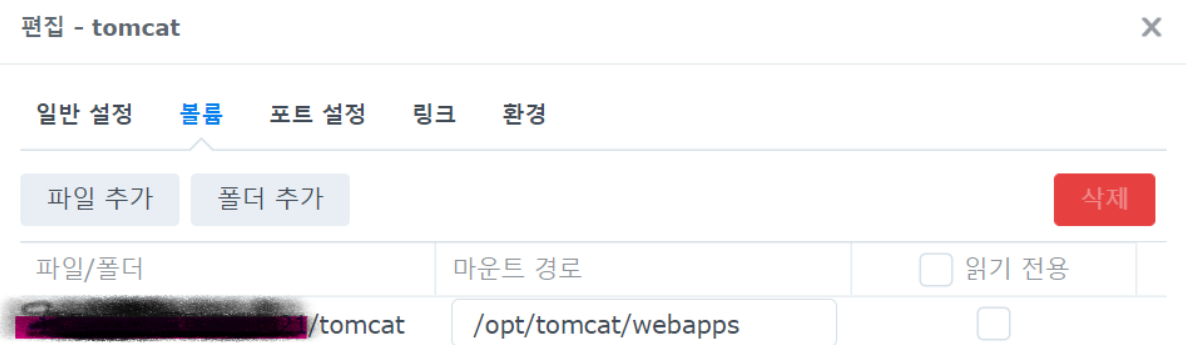 편집 - tomcat
일반 설정 볼륨 포트 설정 링크 환경
파일 추가 폴더 추가 삭제
파일/폴더 마운트 경로 읽기 전용
/tomcat /opt/tomcat/webapps